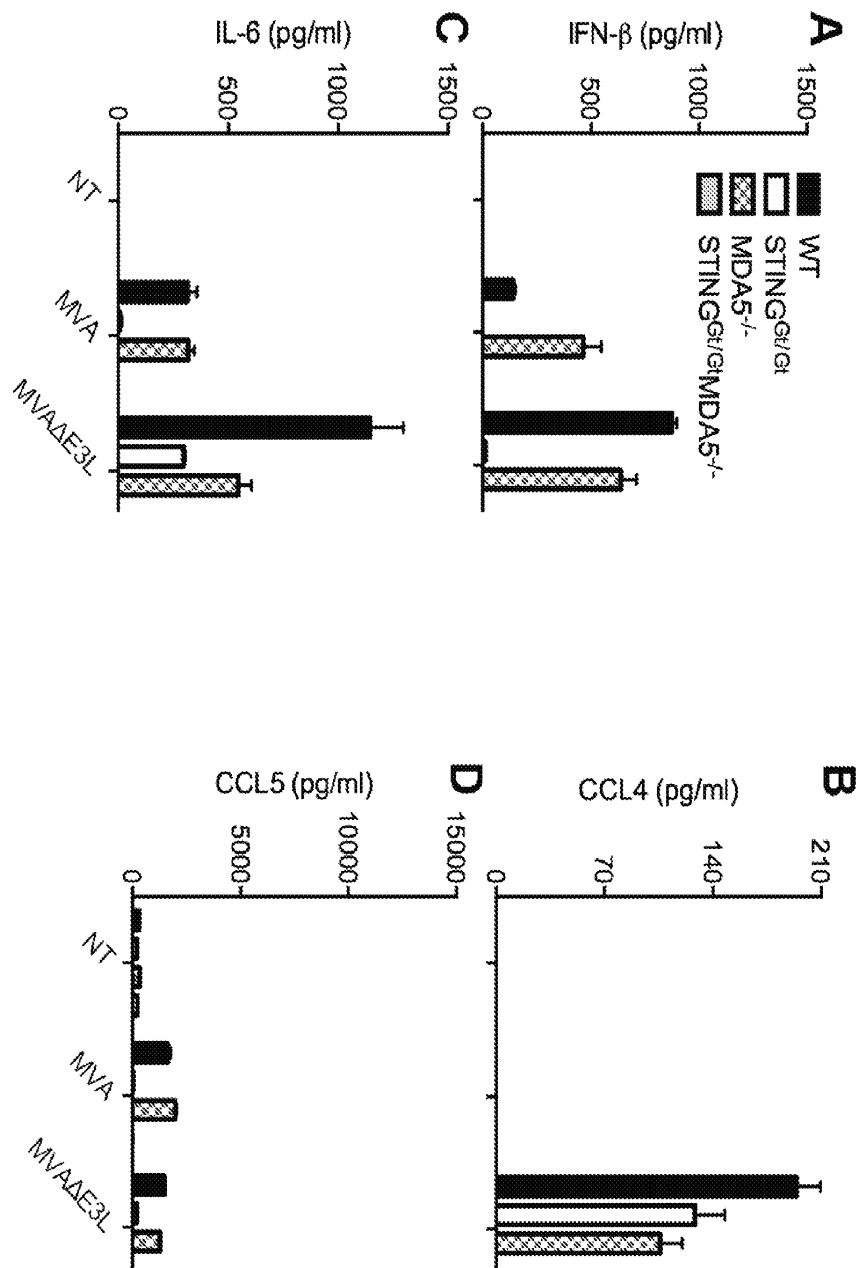 A
IFN-β (pg/ml)
1500
1000
500
0
WT
STING^Gt/Gt
MDA5^-/-
STING^Gt/Gt MDA5^-/-
B
CCL4 (pg/ml)
210
140
70
0
C
IL-6 (pg/ml)
1500
1000
500
0
NT
MVA
MVAΔE3L
D
CCL5 (pg/ml)
15000
10000
5000
0
NT
MVA
MVAΔE3L